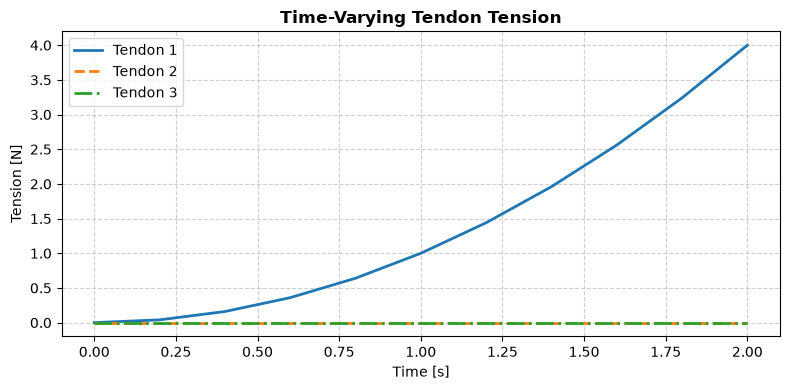 Time-Varying Tendon Tension
Tendon 1
Tendon 2
Tendon 3
Tension [N]
4.0
3.5
3.0
2.5
2.0
1.5
1.0
0.5
0.0
0.00 0.25 0.50 0.75 1.00 1.25 1.50 1.75 2.00
Time [s]